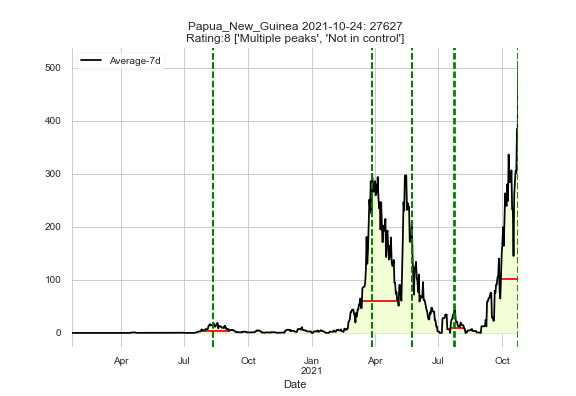 Papua_New_Guinea 2021-10-24: 27627
Rating:8 ['Multiple peaks', 'Not in control']
Average-7d
500
400
300
200
100
0
Apr Jul Oct Jan Apr Jul Oct
2021
Date